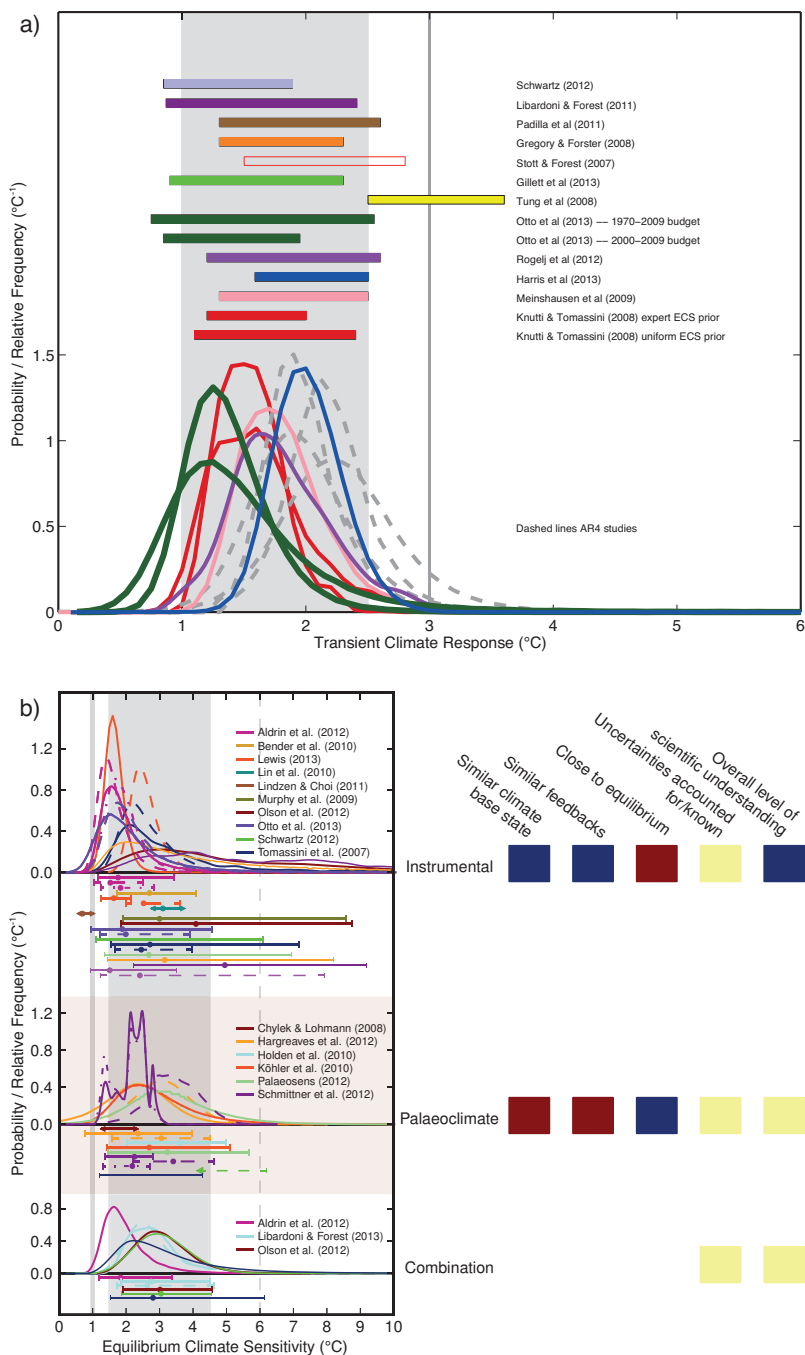 a)
Probability / Relative Frequency (°C⁻¹)
Schwartz (2012)
Libardoni & Forest (2011)
Padilla et al (2011)
Gregory & Forster (2008)
Stott & Forest (2007)
Gillett et al (2013)
Tung et al (2008)
Otto et al (2013) –– 1970–2009 budget
Otto et al (2013) –– 2000–2009 budget
Rogelj et al (2012)
Harris et al (2013)
Meinshausen et al (2009)
Knutti & Tomassini (2008) expert ECS prior
Knutti & Tomassini (2008) uniform ECS prior
1.5
1
0.5
0
Dashed lines AR4 studies
0 1 2 3 4 5 6
Transient Climate Response (°C)
b)
Probability / Relative Frequency (°C⁻¹)
1.2
0.8
0.4
0.0
Aldrin et al. (2012)
Bender et al. (2010)
Lewis (2013)
Lin et al. (2010)
Lindzen & Choi (2011)
Murphy et al. (2009)
Olson et al. (2012)
Otto et al. (2013)
Schwartz (2012)
Tomassini et al. (2007)
Similar climate
base state
Similar feedbacks
Close to equilibrium
Uncertainties accounted
for/known
Overall level of
scientific understanding
Instrumental
1.2
0.8
0.4
0.0
Chylek & Lohmann (2008)
Hargreaves et al. (2012)
Holden et al. (2010)
Köhler et al. (2010)
Palaeosens (2012)
Schmittner et al. (2012)
Palaeoclimate
0.8
0.4
0.0
Aldrin et al. (2012)
Libardoni & Forest (2013)
Olson et al. (2012)
Combination
0 1 2 3 4 5 6 7 8 9 10
Equilibrium Climate Sensitivity (°C)